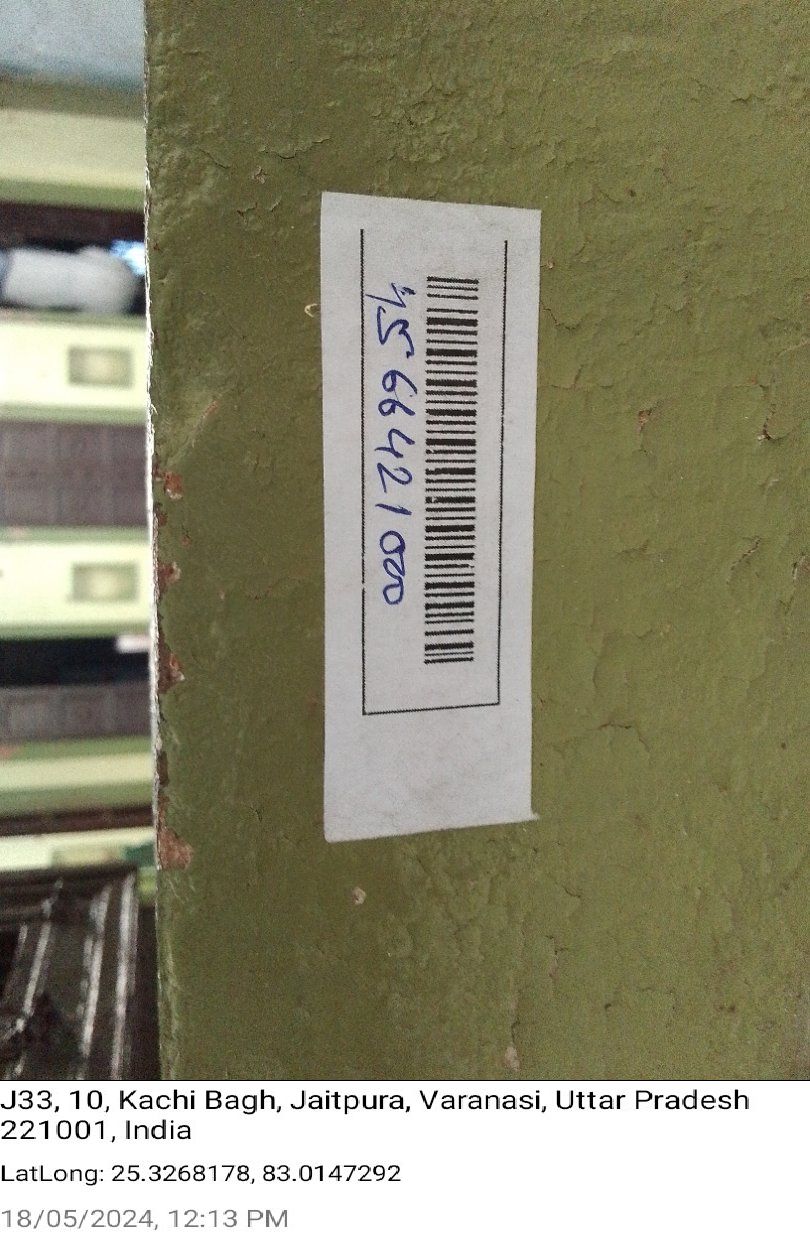 4566421000
J33, 10, Kachi Bagh, Jaitpura, Varanasi, Uttar Pradesh
221001, India
LatLong: 25.3268178, 83.0147292
18/05/2024, 12:13 PM